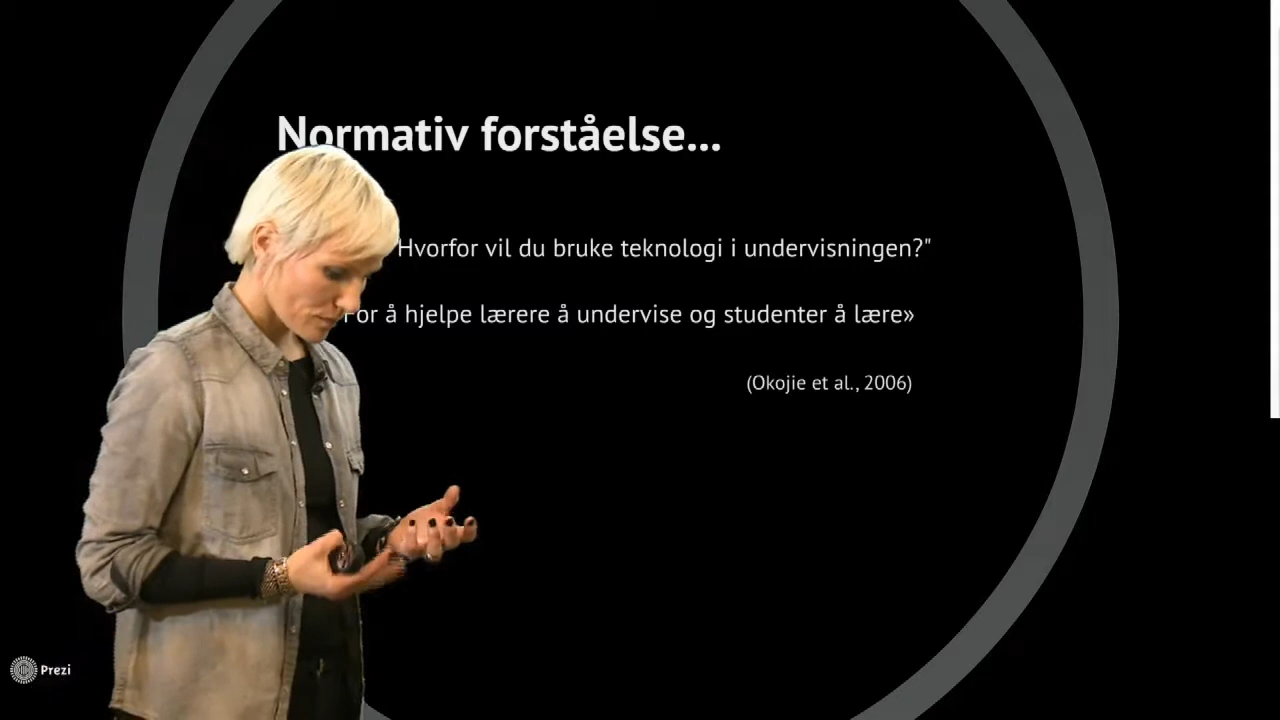 Normativ forståelse...
Hvorfor vil du bruke teknologi i undervisningen?"
For å hjelpe lærere å undervise og studenter å lære»
(Okojie et al., 2006)
Prezi